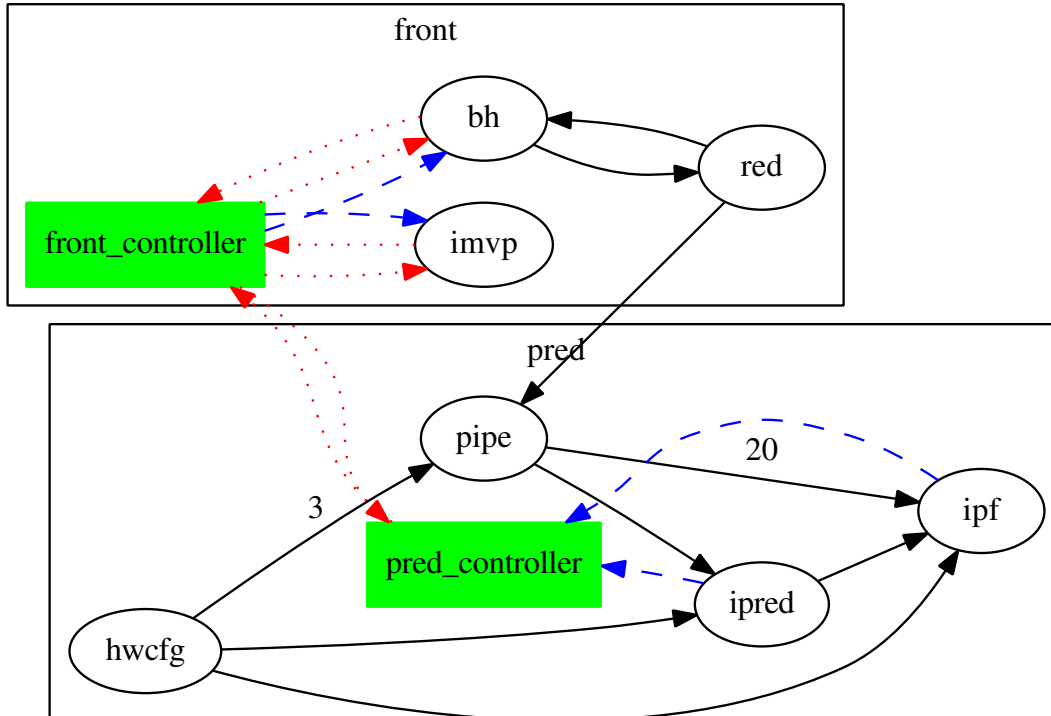 front
bh
red
front_controller
imvp
pred
pipe
20
3
ipf
pred_controller
ipred
hwcfg